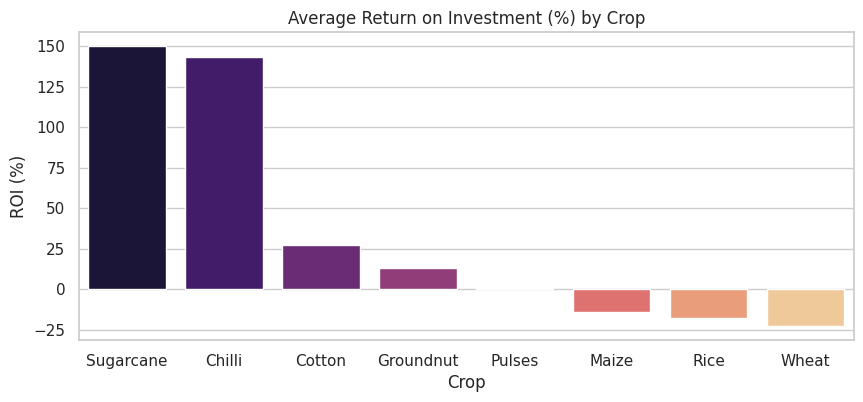 Average Return on Investment (%) by Crop
ROI (%)
150
125
100
75
50
25
0
−25
Sugarcane Chilli Cotton Groundnut Pulses Maize Rice Wheat
Crop